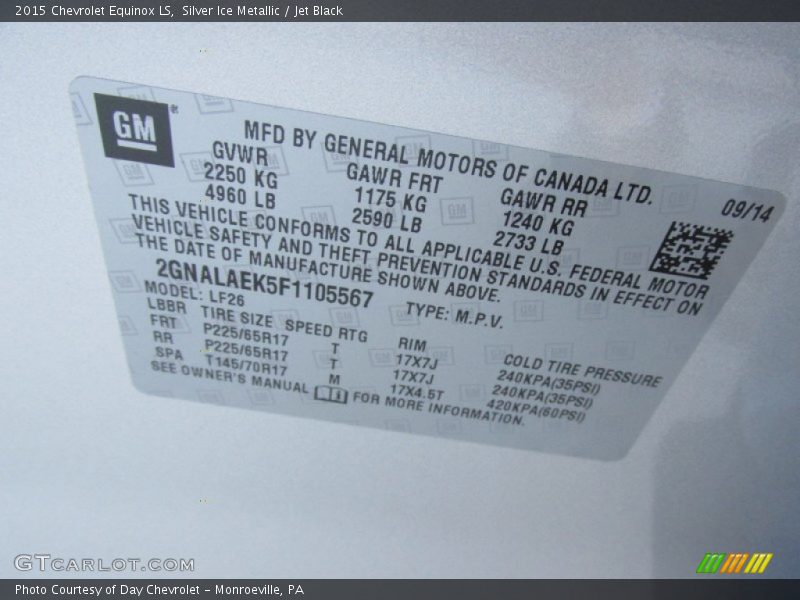 2015 Chevrolet Equinox LS,  Silver Ice Metallic / Jet Black
GM®
MFD BY GENERAL MOTORS OF CANADA LTD.
GVWR GAWR FRT GAWR RR 09/14
2250 KG 1175 KG 1240 KG
4960 LB 2590 LB 2733 LB
THIS VEHICLE CONFORMS TO ALL APPLICABLE U.S. FEDERAL MOTOR
VEHICLE SAFETY AND THEFT PREVENTION STANDARDS IN EFFECT ON
THE DATE OF MANUFACTURE SHOWN ABOVE.
2GNALAEK5F1105567 TYPE: M.P.V.
MODEL: LF26
LBBR TIRE SIZE SPEED RTG RIM COLD TIRE PRESSURE
FRT P225/65R17 T 17X7J 240KPA(35PSI)
RR P225/65R17 T 17X7J 240KPA(35PSI)
SPA T145/70R17 M 17X4.5T 420KPA(60PSI)
SEE OWNER'S MANUAL FOR MORE INFORMATION.
GTCARLOT.COM
Photo Courtesy of Day Chevrolet – Monroeville, PA